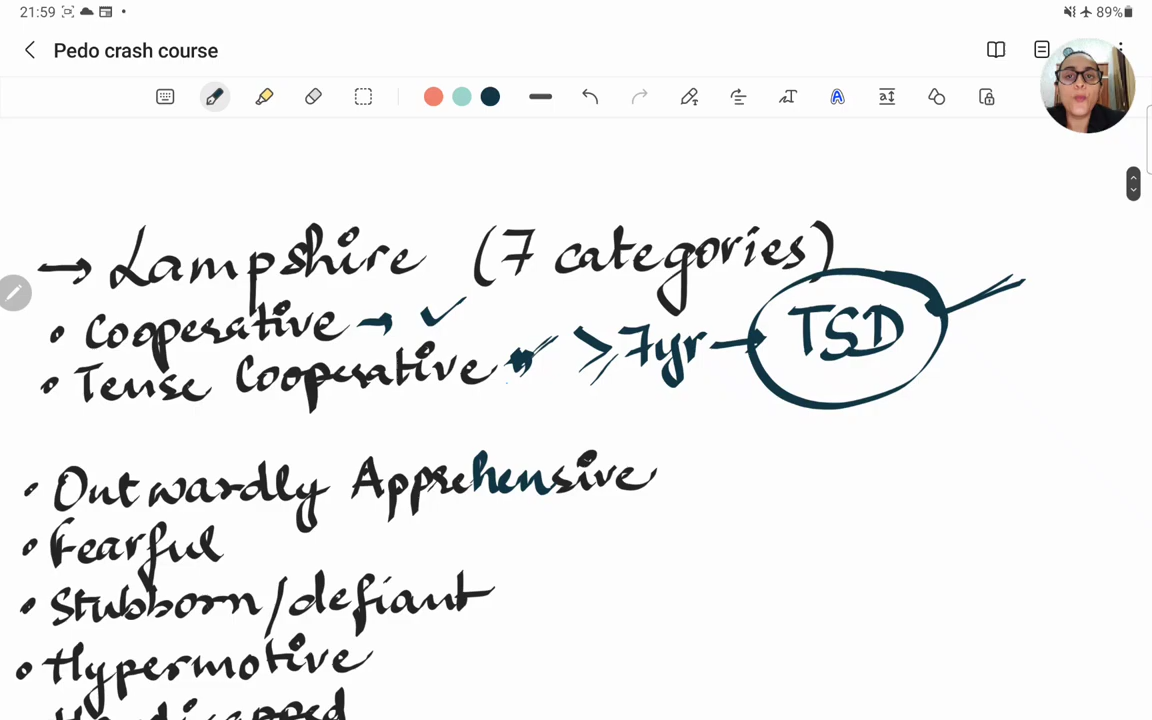 21:59 89%
Pedo crash course
→ Lampshire (7 categories)
• Cooperative → ✓
• Tense Cooperative > 7yr → TSD
• Outwardly Apprehensive
• Fearful
• Stubborn/defiant
• Hypermotive